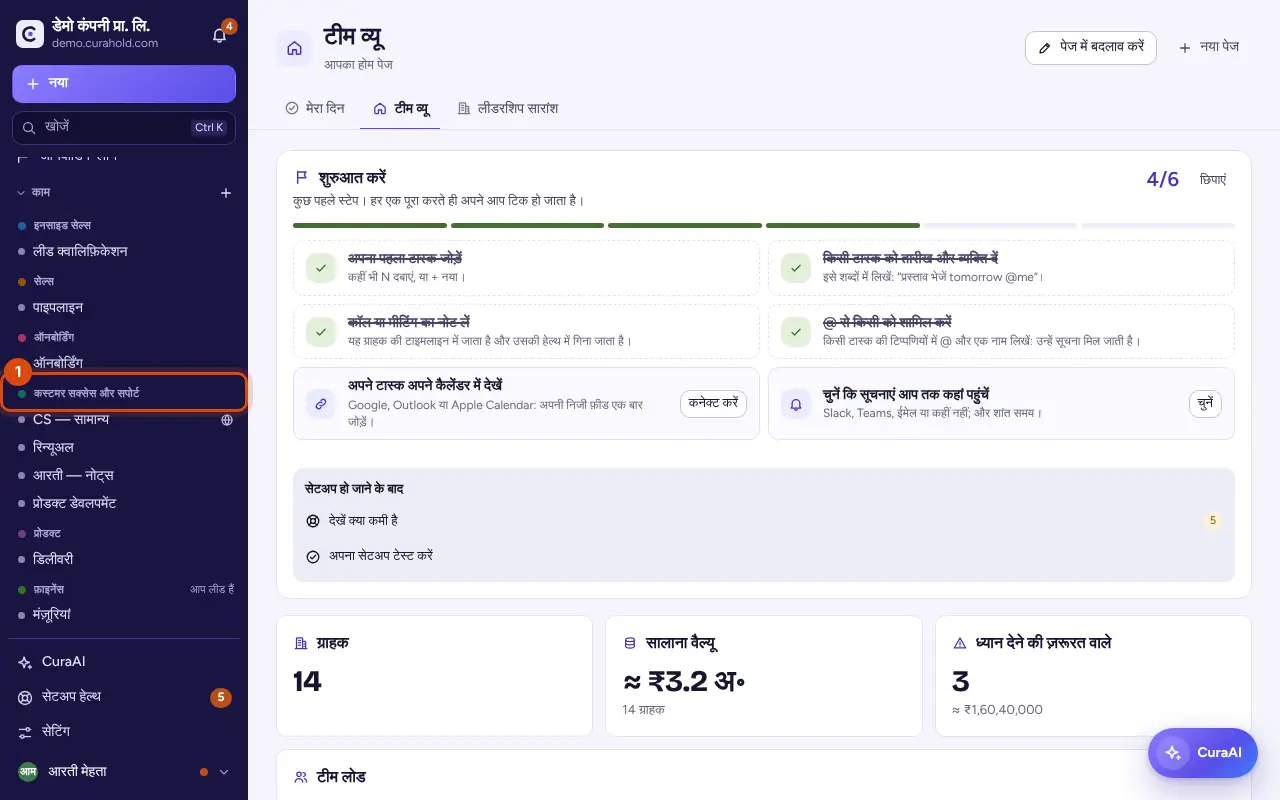 डेमो कंपनी प्रा. लि.
demo.curahold.com
4
नया
खोजें
Ctrl K
काम
इनसाइड सेल्स
लीड क्वालिफ़िकेशन
सेल्स
पाइपलाइन
ऑनबोर्डिंग
ऑनबोर्डिंग
1
कस्टमर सक्सेस और सपोर्ट
CS — सामान्य
रिन्यूअल
आरती — नोट्स
प्रोडक्ट डेवलपमेंट
प्रोडक्ट
डिलीवरी
फ़ाइनेंस
आप लीड हैं
मंज़ूरियां
CuraAI
सेटअप हेल्थ
5
सेटिंग
आम
आरती मेहता
टीम व्यू
आपका होम पेज
पेज में बदलाव करें
नया पेज
मेरा दिन
टीम व्यू
लीडरशिप सारांश
शुरुआत करें
4/6
छिपाएं
कुछ पहले स्टेप। हर एक पूरा करते ही अपने आप टिक हो जाता है।
अपना पहला टास्क जोड़ें
कहीं भी N दबाएं, या + नया।
किसी टास्क को तारीख और व्यक्ति दें
इसे शब्दों में लिखें: “प्रस्ताव भेजें tomorrow @me”।
कॉल या मीटिंग का नोट लें
यह ग्राहक की टाइमलाइन में जाता है और उसकी हेल्थ में गिना जाता है।
@ से किसी को शामिल करें
किसी टास्क की टिप्पणियों में @ और एक नाम लिखें: उन्हें सूचना मिल जाती है।
अपने टास्क अपने कैलेंडर में देखें
Google, Outlook या Apple Calendar: अपनी निजी फ़ीड एक बार
जोड़ें।
कनेक्ट करें
चुनें कि सूचनाएं आप तक कहां पहुंचें
Slack, Teams, ईमेल या कहीं नहीं; और शांत समय।
चुनें
सेटअप हो जाने के बाद
देखें क्या कमी है
5
अपना सेटअप टेस्ट करें
ग्राहक
14
सालाना वैल्यू
≈ ₹3.2 अ॰
14 ग्राहक
ध्यान देने की ज़रूरत वाले
3
≈ ₹1,60,40,000
टीम लोड
CuraAI